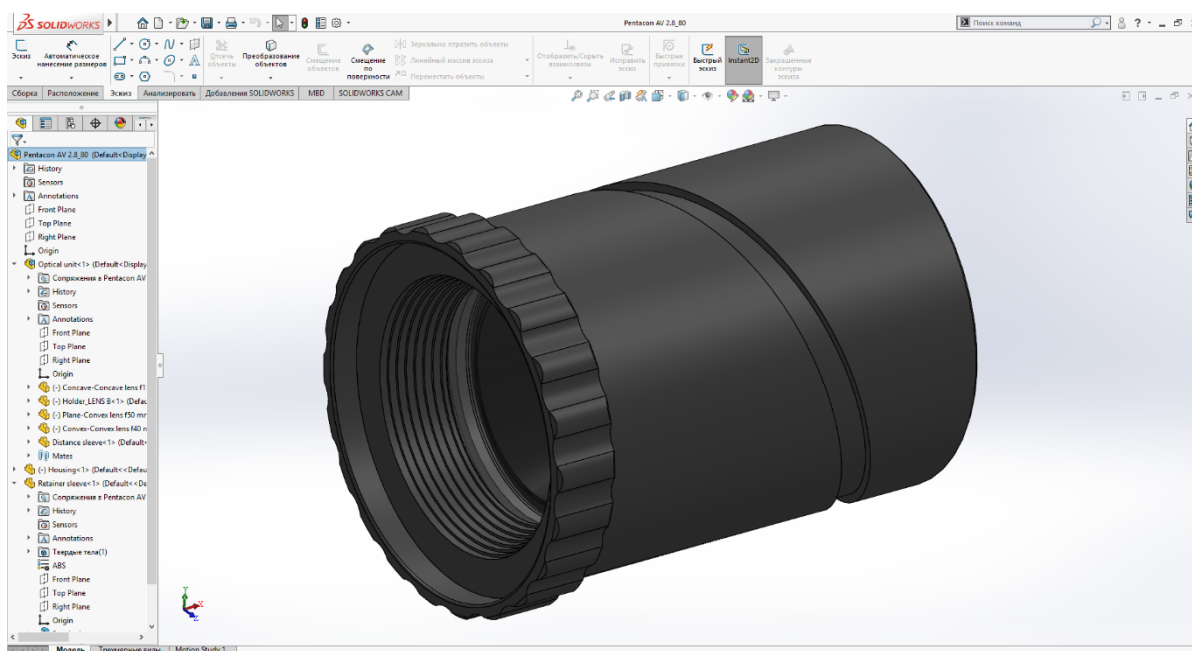 SOLIDWORKS
Pentacon AV 2.8_80
Поиск команд
Эскиз
Автоматическое нанесение размеров
Отсечь объекты
Преобразование объектов
Смещение объектов
Смещение по поверхности
Зеркально отразить объекты
Линейный массив эскиза
Переместить объекты
Отобразить/Скрыть взаимосвязи
Исправить эскиз
Быстрые привязки
Быстрый эскиз
Instant2D
Закрашенные контуры эскиза
Сборка
Расположение
Эскиз
Анализировать
Добавления SOLIDWORKS
MBD
SOLIDWORKS CAM
Pentacon AV 2.8_80 (Default<Display
History
Sensors
Annotations
Front Plane
Top Plane
Right Plane
Origin
Optical unit<1> (Default<Display
Сопряжения в Pentacon AV
History
Sensors
Annotations
Front Plane
Top Plane
Right Plane
Origin
(-) Concave-Concave lens f1
(-) Holder_LENS B<1> (Defau
(-) Plane-Convex lens f50 mr
(-) Convex-Convex lens f40 n
Distance sleeve<1> (Default<
Mates
(-) Housing<1> (Default<<Defau
Retainer sleeve<1> (Default<<De
Сопряжения в Pentacon AV
History
Sensors
Annotations
Твердые тела(1)
ABS
Front Plane
Top Plane
Right Plane
Origin
Y
X
Z
Модель
Трехмерные виды
Motion Study 1